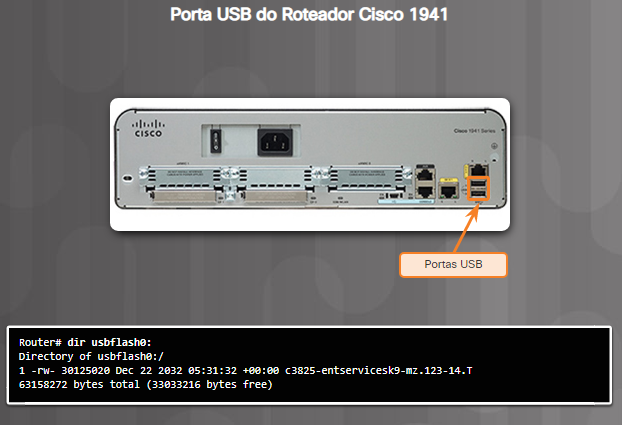 Porta USB do Roteador Cisco 1941
CISCO
Cisco 1941 Series
Portas USB
Router# dir usbflash0:
Directory of usbflash0:/
1 -rw- 30125020 Dec 22 2032 05:31:32 +00:00 c3825-entservicesk9-mz.123-14.T
63158272 bytes total (33033216 bytes free)